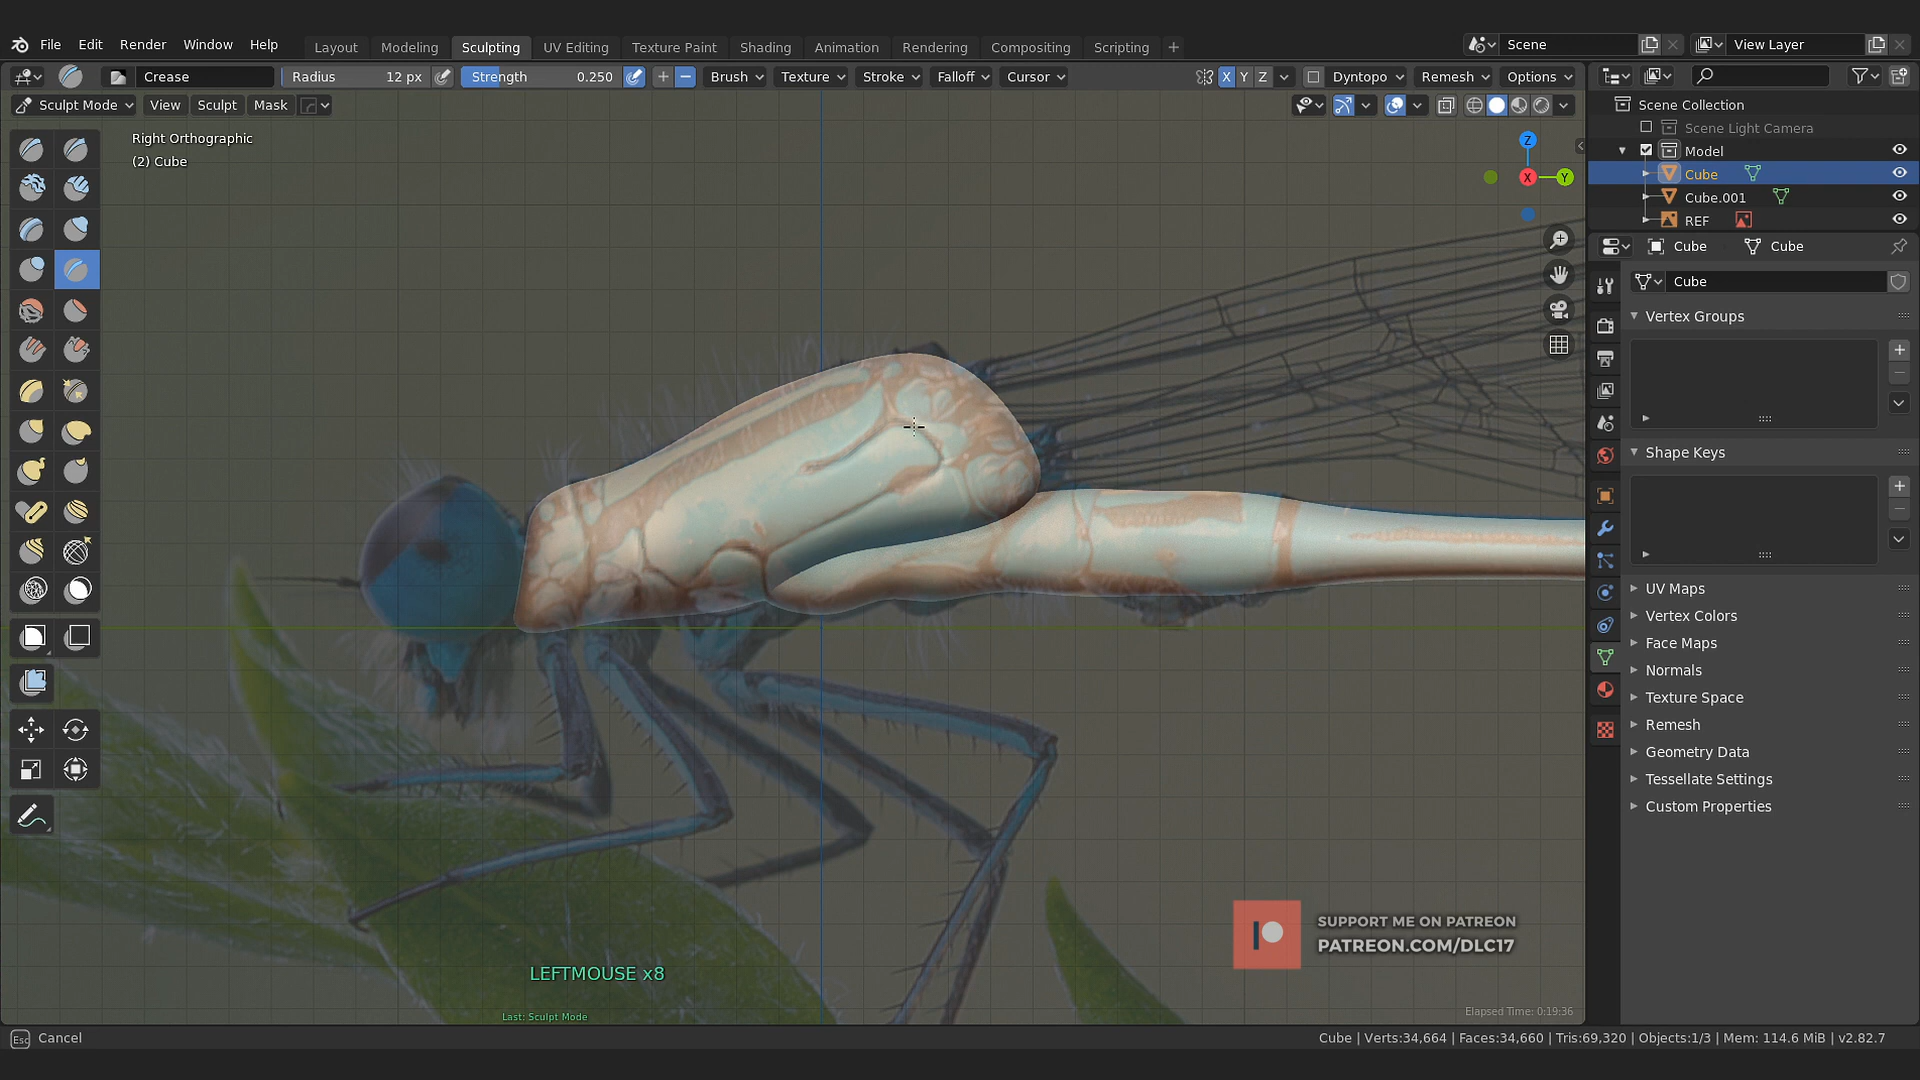 File Edit Render Window Help Layout Modeling Sculpting UV Editing Texture Paint Shading Animation Rendering Compositing Scripting + Scene View Layer
Crease Radius 12 px Strength 0.250 Brush Texture Stroke Falloff Cursor X Y Z Dyntopo Remesh Options
Sculpt Mode View Sculpt Mask
Right Orthographic
(2) Cube
Z
X Y
Scene Collection
Scene Light Camera
Model
Cube
Cube.001
REF
Cube Cube
Cube
Vertex Groups
Shape Keys
UV Maps
Vertex Colors
Face Maps
Normals
Texture Space
Remesh
Geometry Data
Tessellate Settings
Custom Properties
SUPPORT ME ON PATREON
PATREON.COM/DLC17
LEFTMOUSE x8
Last: Sculpt Mode
Elapsed Time: 0:19:36
Esc Cancel
Cube | Verts:34,664 | Faces:34,660 | Tris:69,320 | Objects:1/3 | Mem: 114.6 MiB | v2.82.7